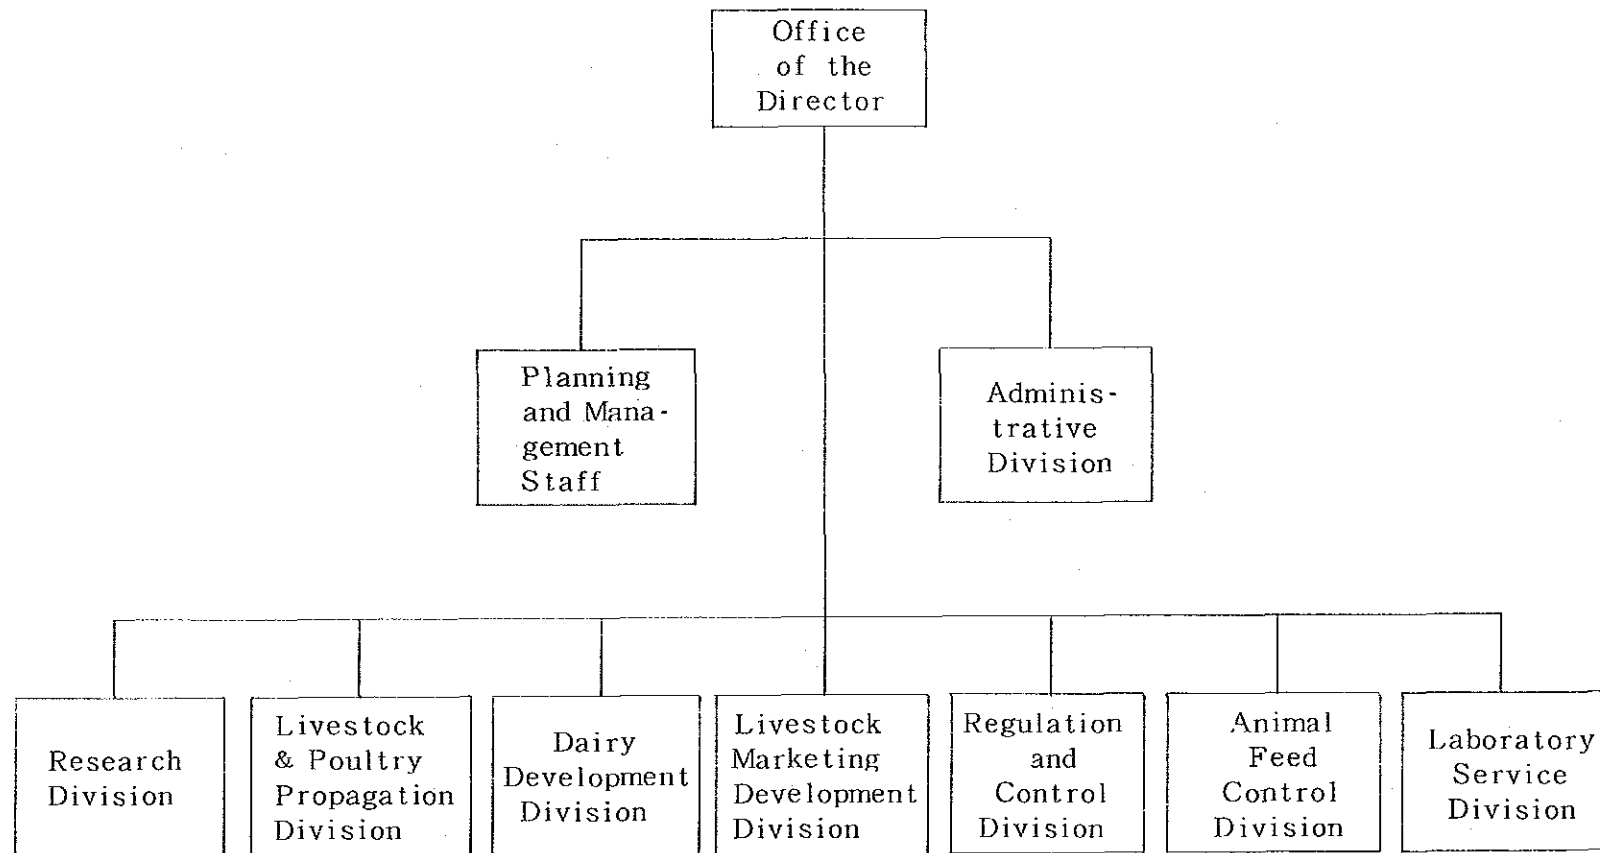 Office
of the
Director
Planning
and Mana-
gement
Staff
Adminis-
trative
Division
Research
Division
Livestock
& Poultry
Propagation
Division
Dairy
Development
Division
Livestock
Marketing
Development
Division
Regulation
and
Control
Division
Animal
Feed
Control
Division
Laboratory
Service
Division